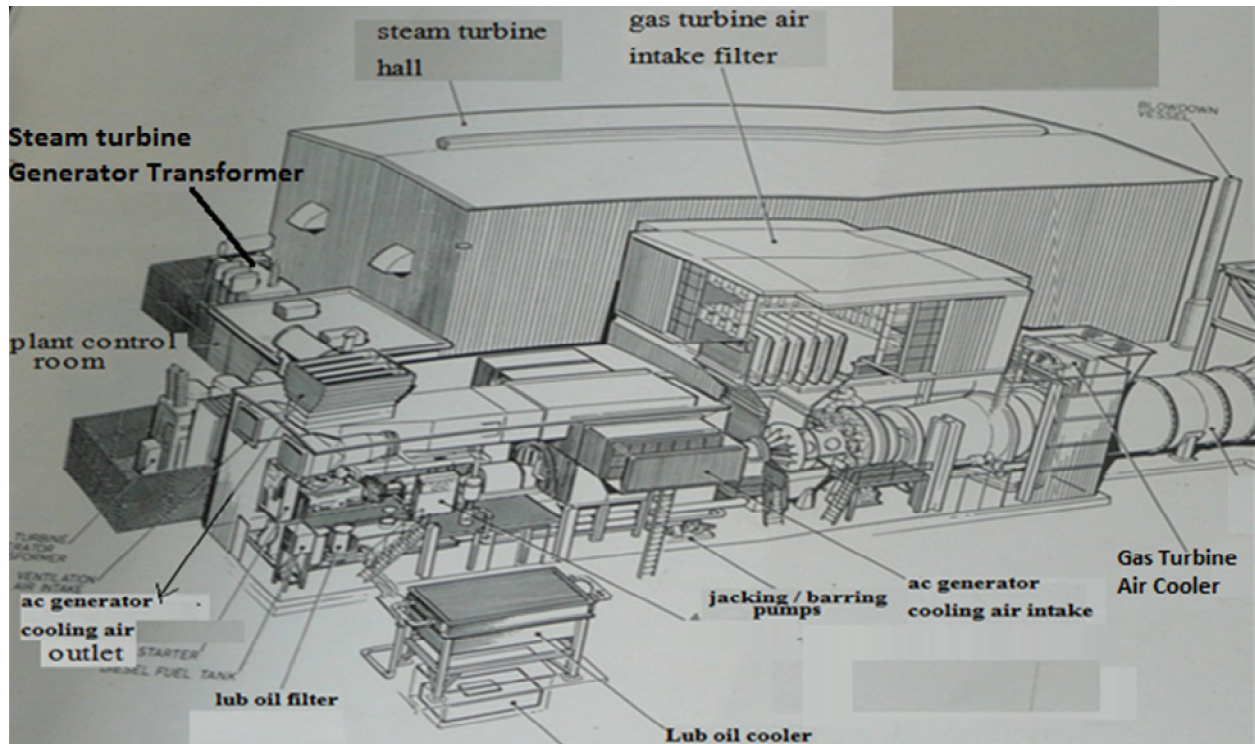 steam turbine
hall
gas turbine air
intake filter
BLOWDOWN
VESSEL
Steam turbine
Generator Transformer
plant control
room
TURBINE
VENTILATION
AIR INTAKE
ac generator
cooling air
outlet
STARTER
DIESEL FUEL TANK
lub oil filter
Lub oil cooler
jacking / barring
pumps
ac generator
cooling air intake
Gas Turbine
Air Cooler